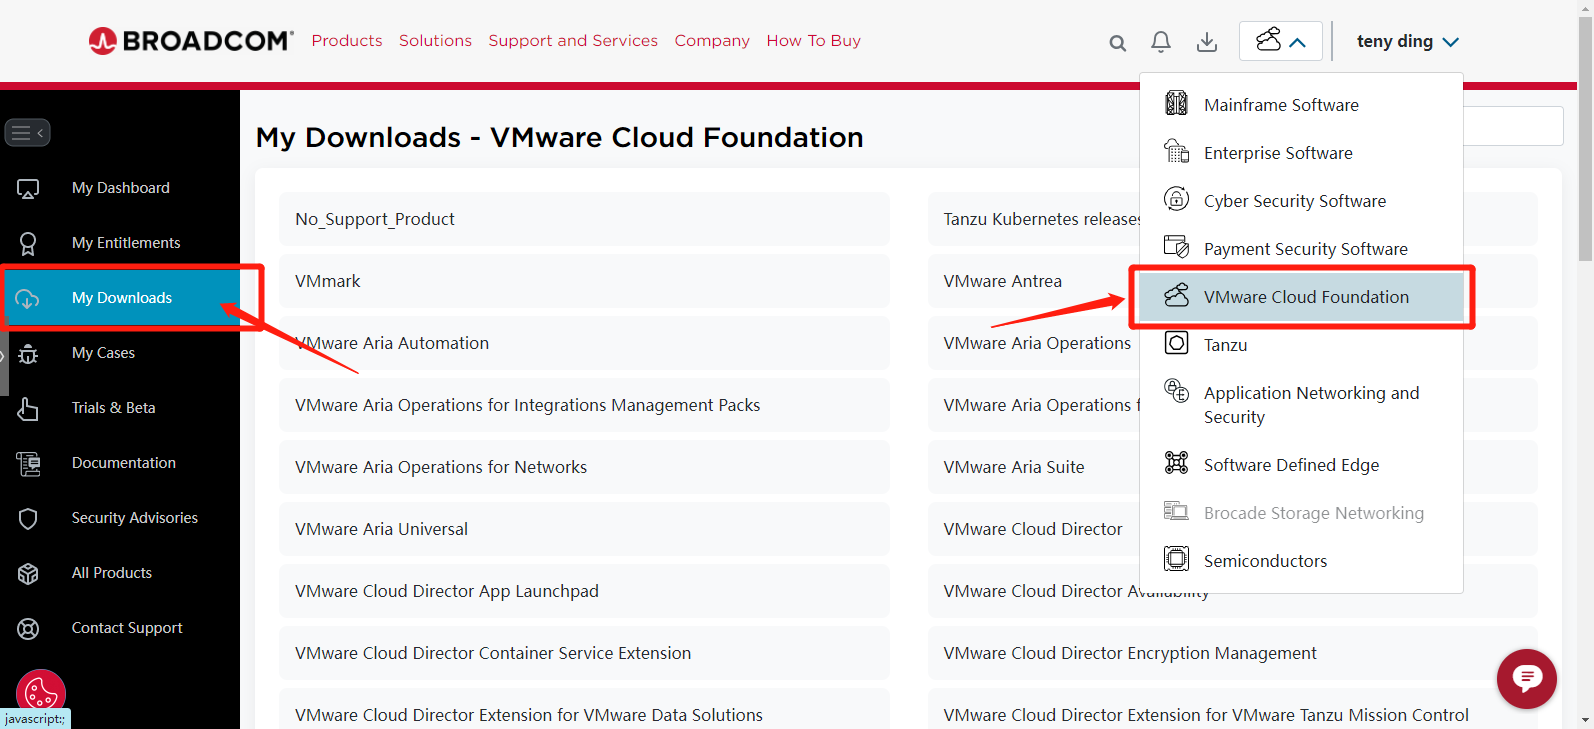 BROADCOM
Products Solutions Support and Services Company How To Buy
teny ding
My Dashboard
My Entitlements
My Downloads
My Cases
Trials & Beta
Documentation
Security Advisories
All Products
Contact Support
javascript:;
My Downloads - VMware Cloud Foundation
No_Support_Product
Tanzu Kubernetes releases
VMmark
VMware Antrea
VMware Aria Automation
VMware Aria Operations
VMware Aria Operations for Integrations Management Packs
VMware Aria Operations f
VMware Aria Operations for Networks
VMware Aria Suite
VMware Aria Universal
VMware Cloud Director
VMware Cloud Director App Launchpad
VMware Cloud Director Availability
VMware Cloud Director Container Service Extension
VMware Cloud Director Encryption Management
VMware Cloud Director Extension for VMware Data Solutions
VMware Cloud Director Extension for VMware Tanzu Mission Control
Mainframe Software
Enterprise Software
Cyber Security Software
Payment Security Software
VMware Cloud Foundation
Tanzu
Application Networking and
Security
Software Defined Edge
Brocade Storage Networking
Semiconductors